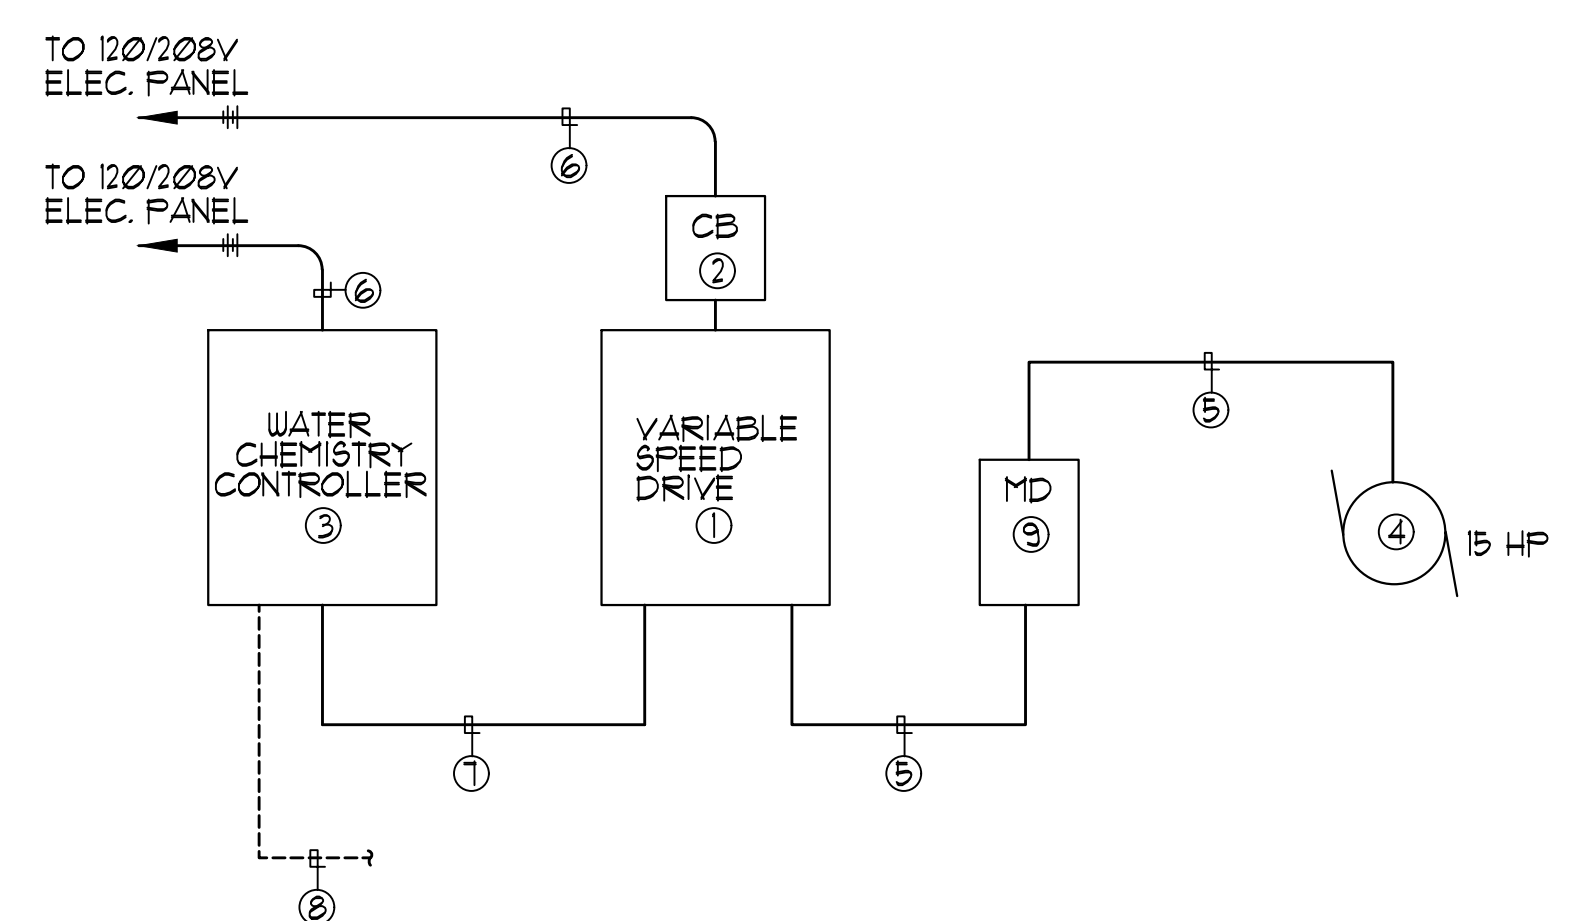 TO 120/208V
ELEC. PANEL
6
TO 120/208V
ELEC. PANEL
CB
2
6
WATER
CHEMISTRY
CONTROLLER
3
VARIABLE
SPEED
DRIVE
1
5
MD
9
4
15 HP
7
5
8